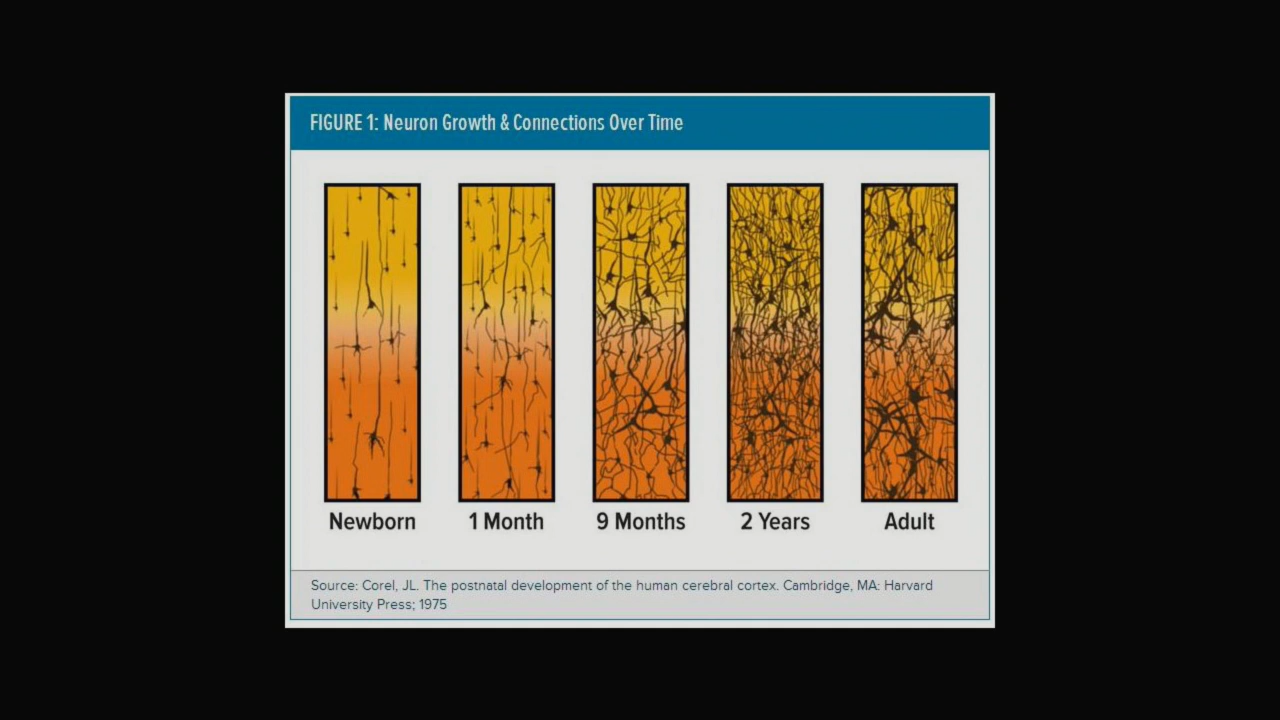 FIGURE 1: Neuron Growth & Connections Over Time
Newborn
1 Month
9 Months
2 Years
Adult
Source: Corel, JL. The postnatal development of the human cerebral cortex. Cambridge, MA: Harvard
University Press; 1975